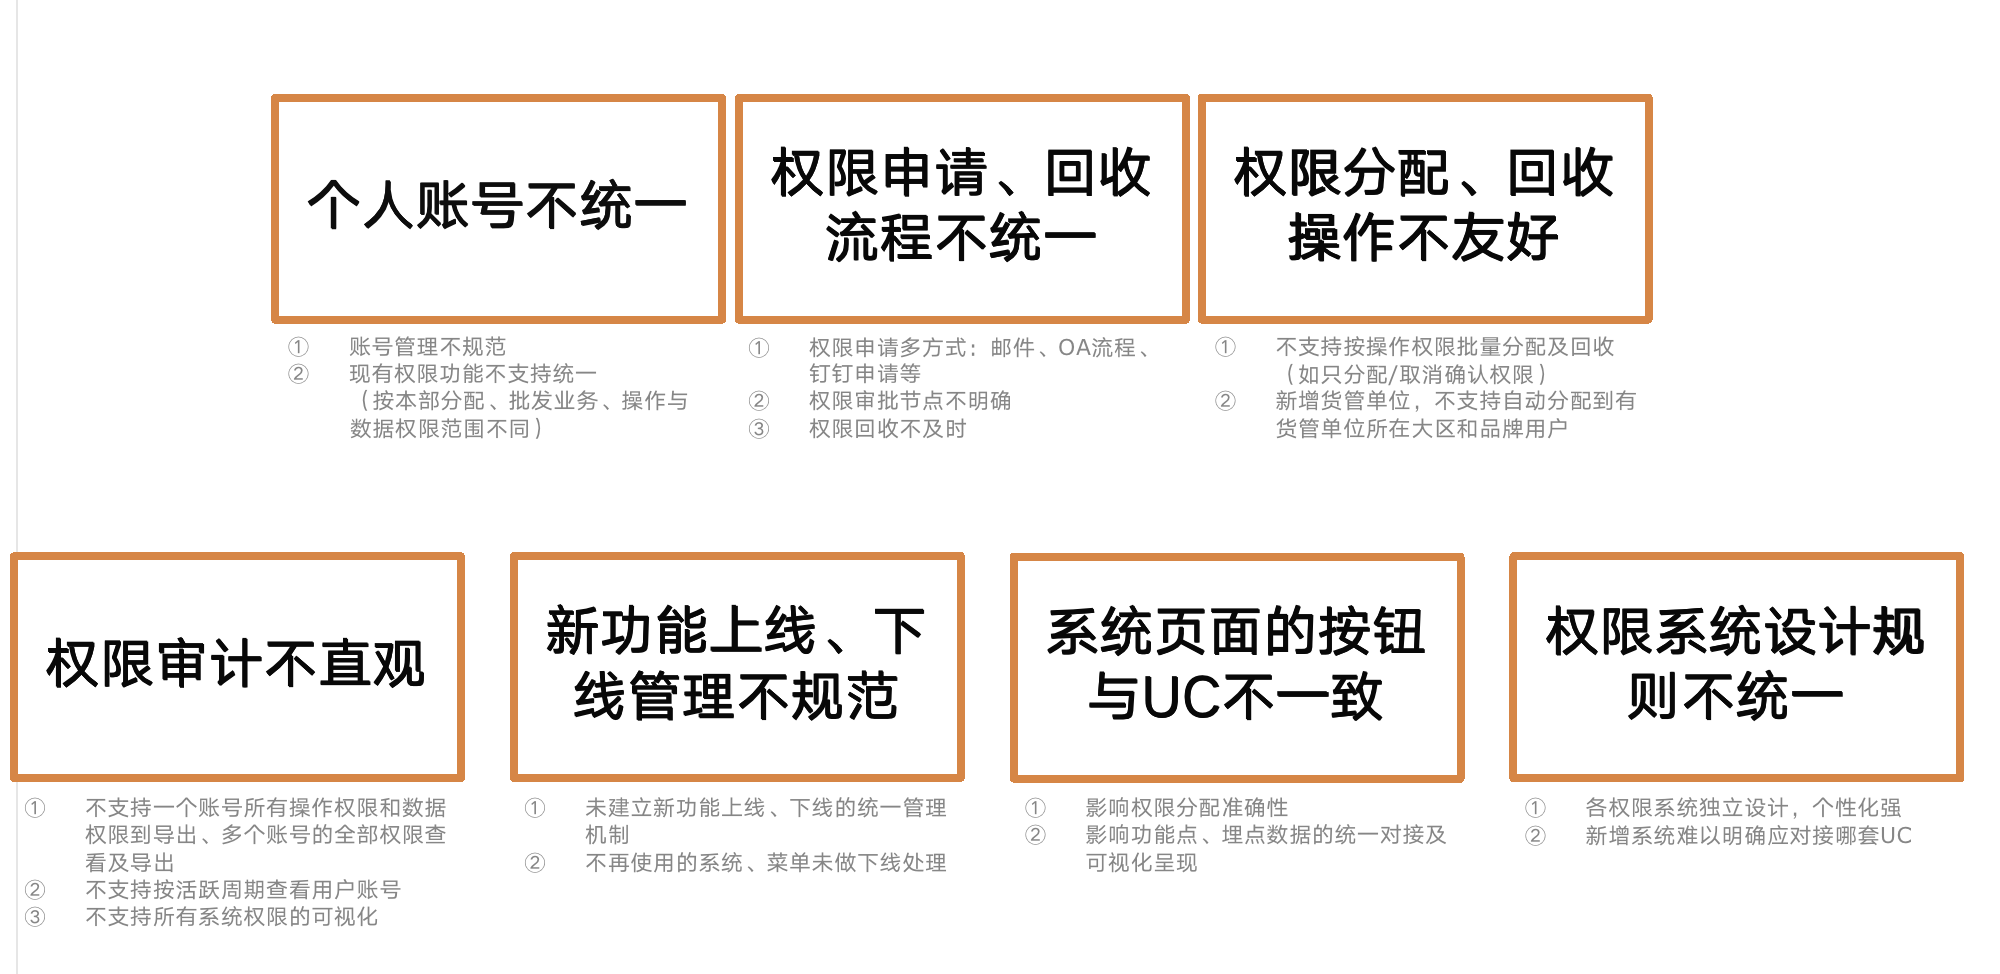 个人账号不统一
① 账号管理不规范
② 现有权限功能不支持统一
（按本部分配、批发业务、操作与
数据权限范围不同）
权限申请、回收
流程不统一
① 权限申请多方式：邮件、OA流程、
钉钉申请等
② 权限审批节点不明确
③ 权限回收不及时
权限分配、回收
操作不友好
① 不支持按操作权限批量分配及回收
（如只分配/取消确认权限）
② 新增货管单位，不支持自动分配到有
货管单位所在大区和品牌用户
权限审计不直观
① 不支持一个账号所有操作权限和数据
权限到导出、多个账号的全部权限查
看及导出
② 不支持按活跃周期查看用户账号
③ 不支持所有系统权限的可视化
新功能上线、下
线管理不规范
① 未建立新功能上线、下线的统一管理
机制
② 不再使用的系统、菜单未做下线处理
系统页面的按钮
与UC不一致
① 影响权限分配准确性
② 影响功能点、埋点数据的统一对接及
可视化呈现
权限系统设计规
则不统一
① 各权限系统独立设计，个性化强
② 新增系统难以明确应对接哪套UC